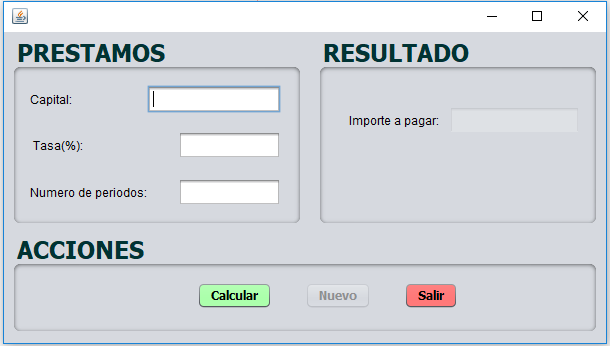 PRESTAMOS
Capital:
Tasa(%):
Numero de periodos:
RESULTADO
Importe a pagar:
ACCIONES
Calcular
Nuevo
Salir